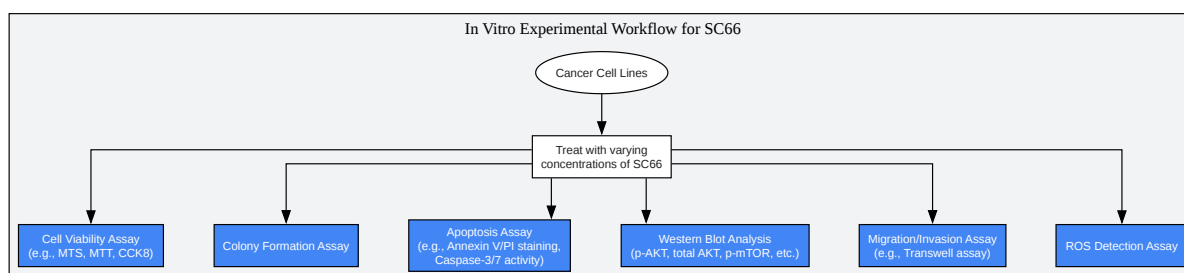 In Vitro Experimental Workflow for SC66
Cancer Cell Lines
Treat with varying
concentrations of SC66
Cell Viability Assay
(e.g., MTS, MTT, CCK8)
Colony Formation Assay
Apoptosis Assay
(e.g., Annexin V/PI staining,
Caspase-3/7 activity)
Western Blot Analysis
(p-AKT, total AKT, p-mTOR, etc.)
Migration/Invasion Assay
(e.g., Transwell assay)
ROS Detection Assay